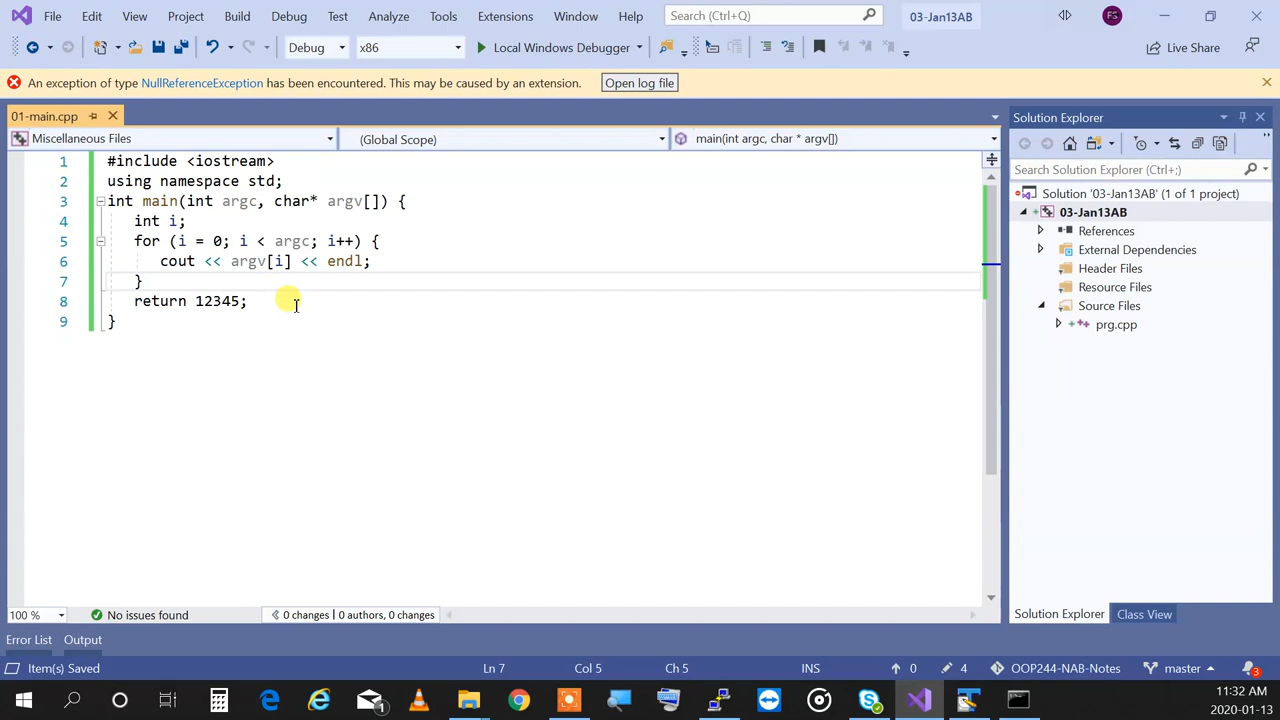 File Edit View Project Build Debug Test Analyze Tools Extensions Window Help Search (Ctrl+Q) 03-Jan13AB FG
Debug x86 Local Windows Debugger Live Share
An exception of type NullReferenceException has been encountered. This may be caused by an extension. Open log file
01-main.cpp Solution Explorer
Miscellaneous Files (Global Scope) main(int argc, char * argv[])
1 #include <iostream>
2 using namespace std;
3 int main(int argc, char* argv[]) {
4 int i;
5 for (i = 0; i < argc; i++) {
6 cout << argv[i] << endl;
7 }
8 return 12345;
9 }
Search Solution Explorer (Ctrl+;)
Solution '03-Jan13AB' (1 of 1 project)
03-Jan13AB
References
External Dependencies
Header Files
Resource Files
Source Files
prg.cpp
100 % No issues found 0 changes | 0 authors, 0 changes
Solution Explorer Class View
Error List Output
Item(s) Saved Ln 7 Col 5 Ch 5 INS 0 4 OOP244-NAB-Notes master 3
1
11:32 AM
2020-01-13